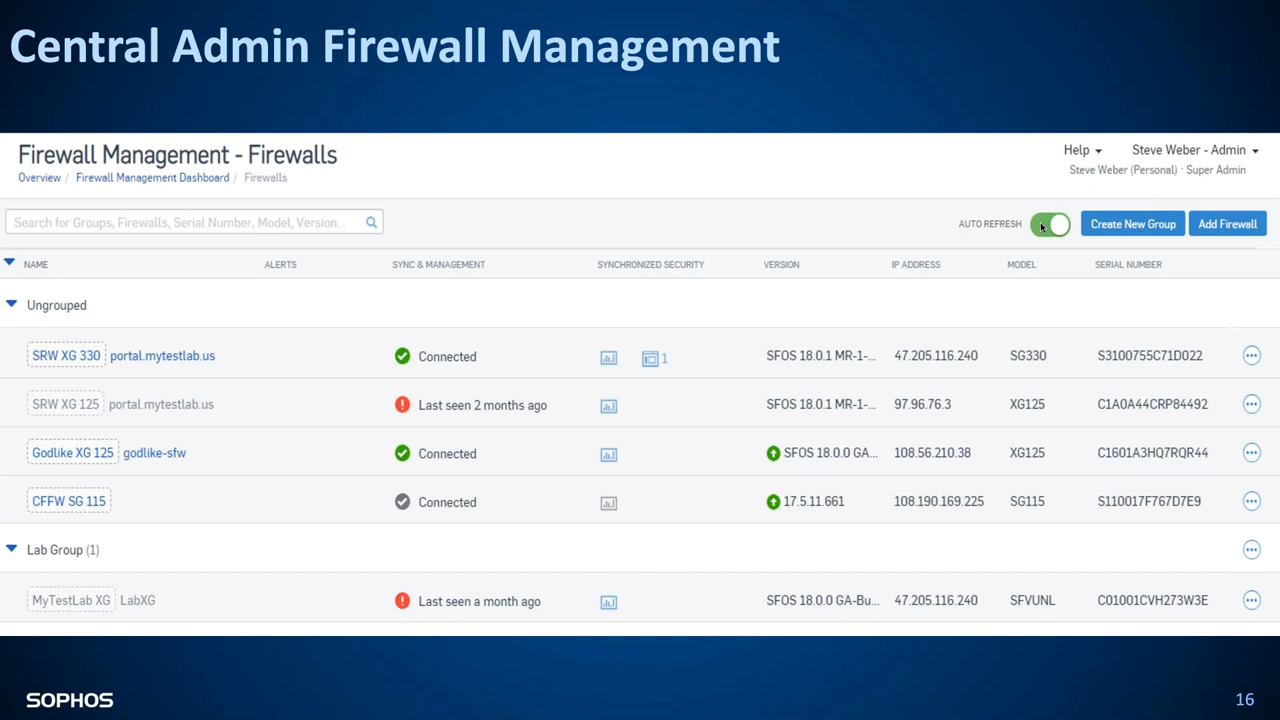 Central Admin Firewall Management
Firewall Management - Firewalls
Help
Steve Weber - Admin
Overview / Firewall Management Dashboard / Firewalls
Steve Weber (Personal) · Super Admin
Search for Groups, Firewalls, Serial Number, Model, Version...
AUTO REFRESH
Create New Group
Add Firewall
NAME ALERTS SYNC & MANAGEMENT SYNCHRONIZED SECURITY VERSION IP ADDRESS MODEL SERIAL NUMBER
Ungrouped
SRW XG 330 portal.mytestlab.us Connected 1 SFOS 18.0.1 MR-1-... 47.205.116.240 SG330 S3100755C71D022
SRW XG 125 portal.mytestlab.us Last seen 2 months ago SFOS 18.0.1 MR-1-... 97.96.76.3 XG125 C1A0A44CRP84492
Godlike XG 125 godlike-sfw Connected SFOS 18.0.0 GA... 108.56.210.38 XG125 C1601A3HQ7RQR44
CFFW SG 115 Connected 17.5.11.661 108.190.169.225 SG115 S110017F767D7E9
Lab Group (1)
MyTestLab XG LabXG Last seen a month ago SFOS 18.0.0 GA-Bu... 47.205.116.240 SFVUNL C01001CVH273W3E
SOPHOS
16